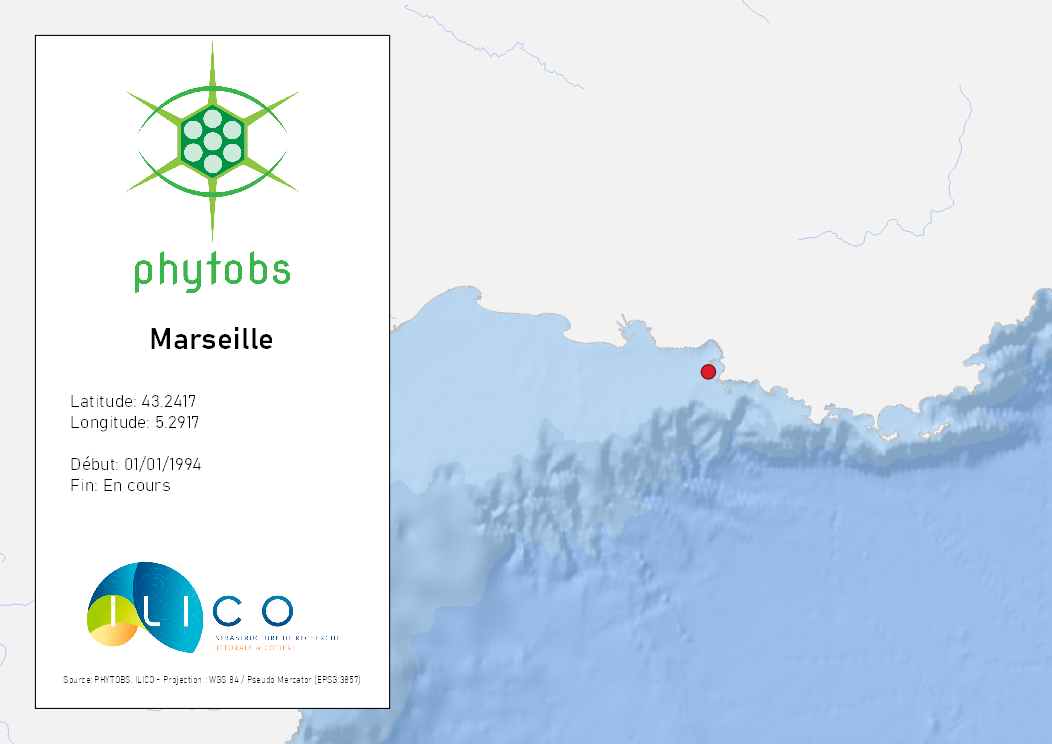 phytobs
Marseille
Latitude: 43.2417
Longitude: 5.2917
Début: 01/01/1994
Fin: En cours
ILICO
INFRASTRUCTURE DE RECHERCHE
LITTORALE & CÔTIÈRE
Source: PHYTOBS, ILICO - Projection : WGS 84 / Pseudo Mercator (EPSG:3857)